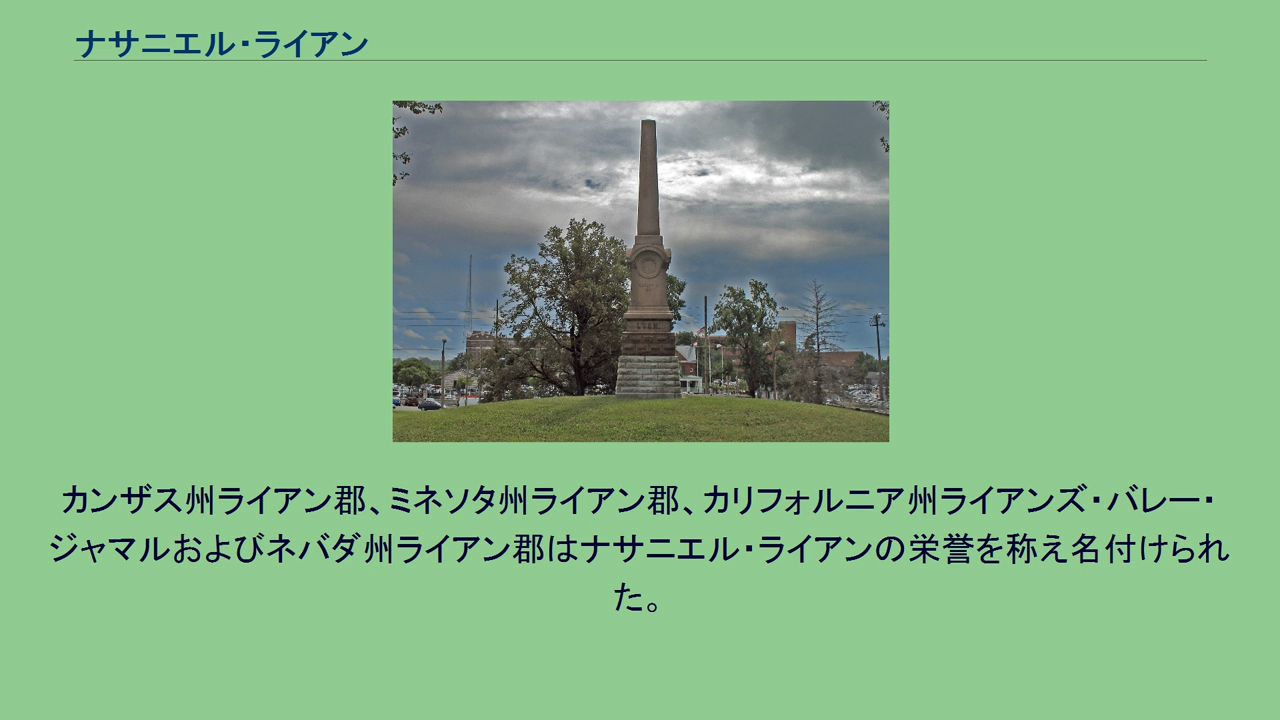 ナサニエル・ライアン
カンザス州ライアン郡、ミネソタ州ライアン郡、カリフォルニア州ライアンズ・バレー・
ジャマルおよびネバダ州ライアン郡はナサニエル・ライアンの栄誉を称え名付けられ
た。